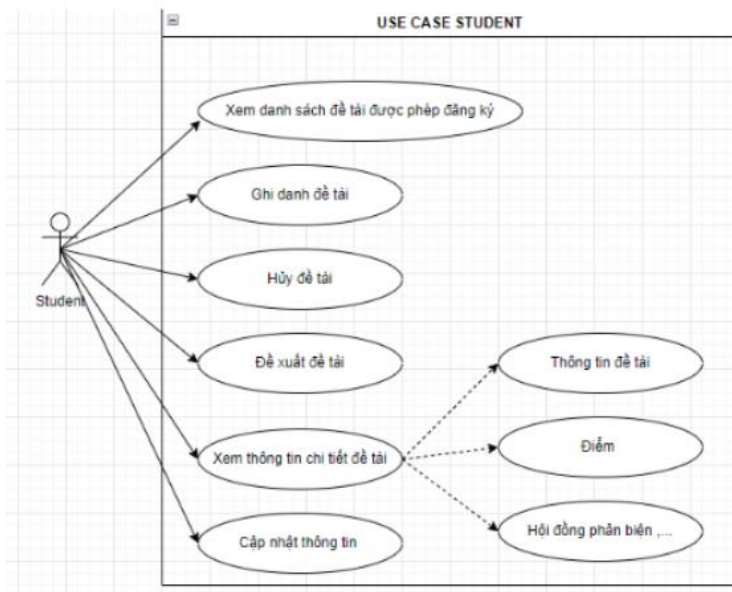 USE CASE STUDENT
Xem danh sách đề tài được phép đăng ký
Ghi danh đề tài
Hủy đề tài
Student
Đề xuất đề tài
Thông tin đề tài
Xem thông tin chi tiết đề tài
Điểm
Cập nhật thông tin
Hội đồng phản biện ,...